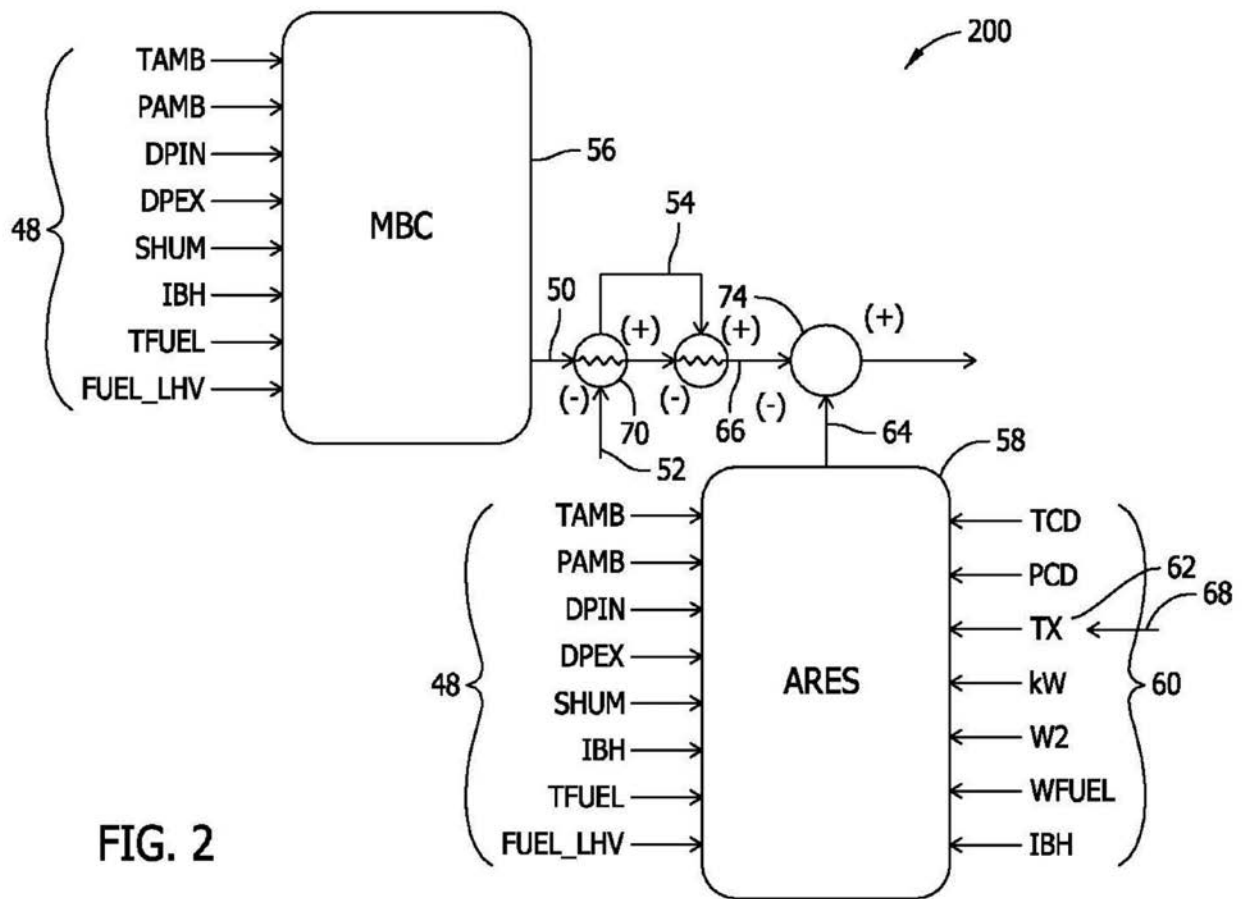 200
TAMB
PAMB
DPIN
DPEX
SHUM
IBH
TFUEL
FUEL_LHV
48
MBC
56
54
50
(+)
(+)
74
(+)
(-)
(-)
(-)
70
66
64
52
58
TAMB
PAMB
DPIN
DPEX
SHUM
IBH
TFUEL
FUEL_LHV
48
ARES
TCD
PCD
TX
kW
W2
WFUEL
IBH
62
68
60
FIG. 2